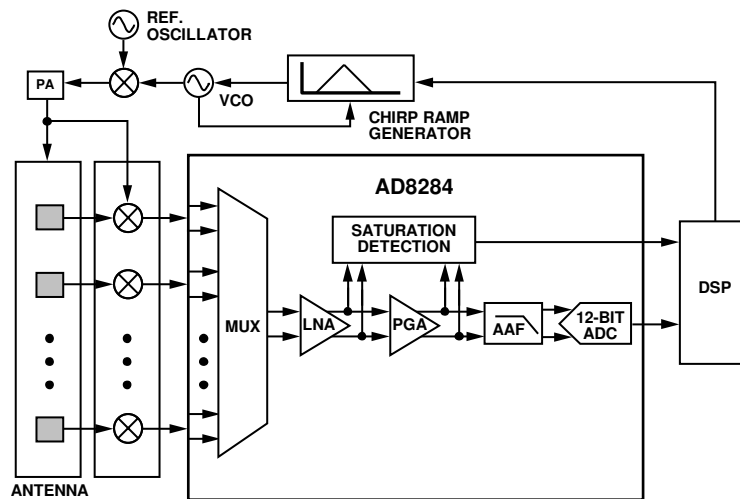 REF.
OSCILLATOR
PA
VCO
CHIRP RAMP
GENERATOR
AD8284
SATURATION
DETECTION
MUX
LNA
PGA
AAF
12-BIT
ADC
DSP
ANTENNA